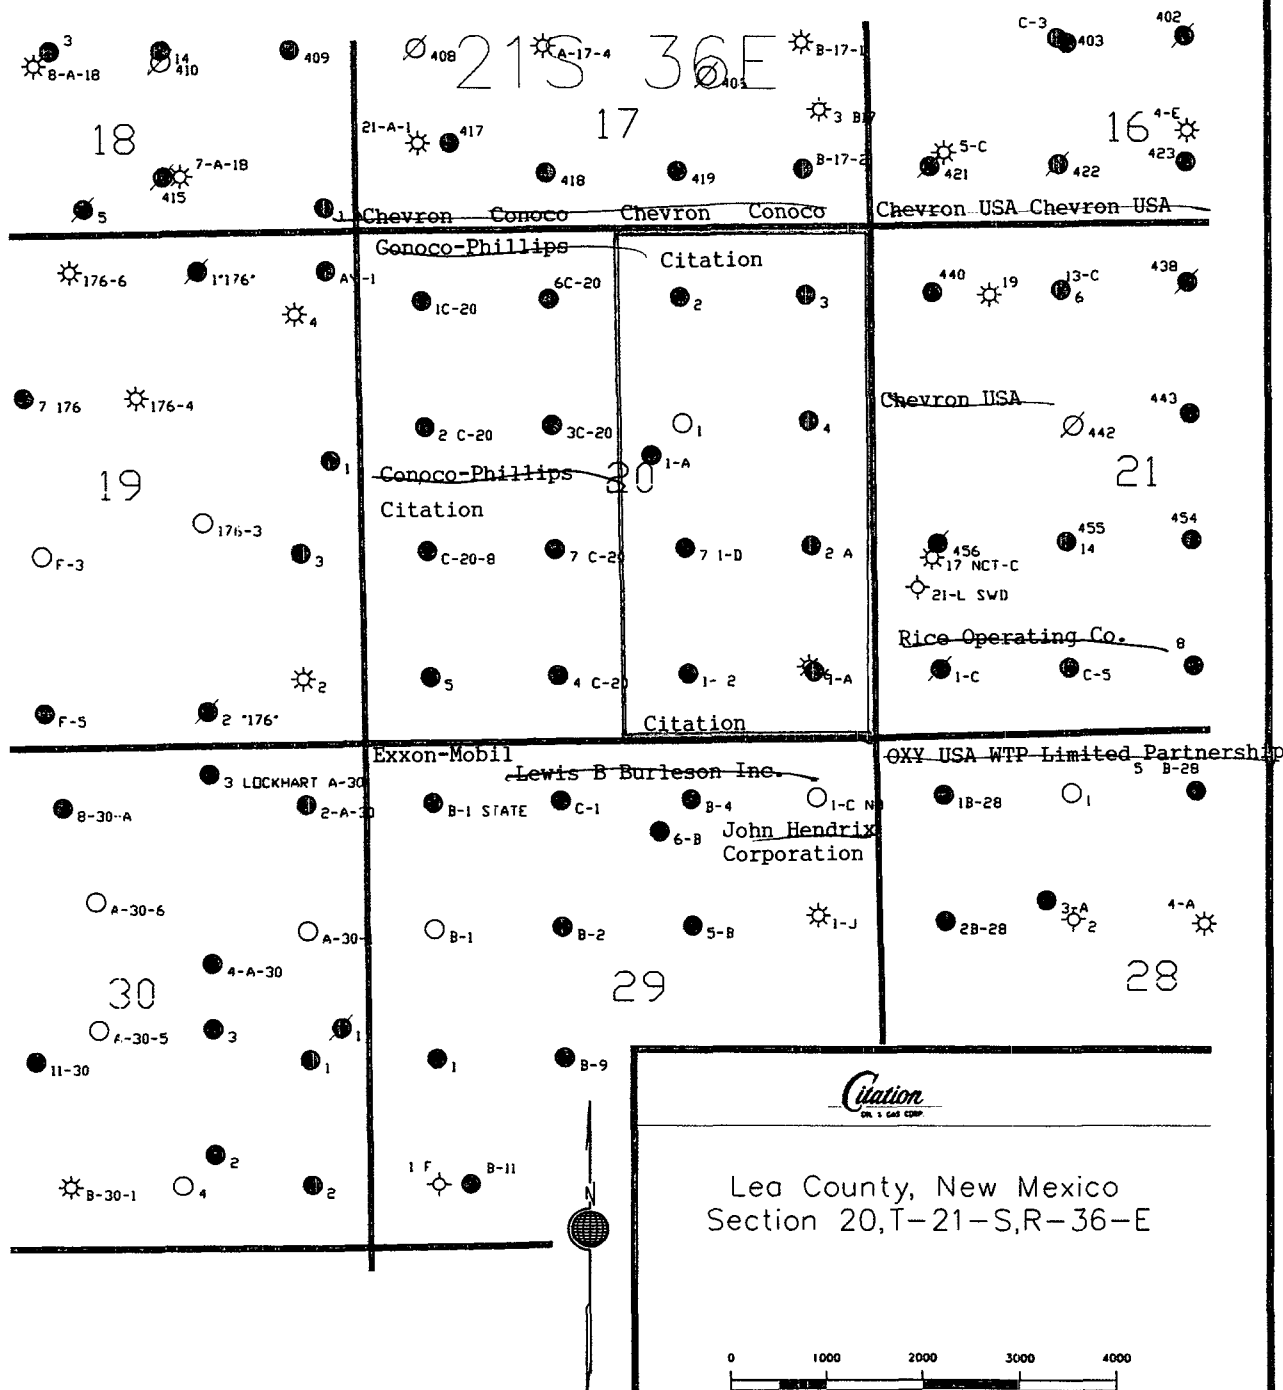 3
8-A-18
14
410
409
408
21S 36E
A-17-4
405
B-17-1
C-3
403
402
18
17
16
3 B17
4-E
21-A-1
417
7-A-18
415
418
419
B-17-2
5-C
421
422
423
5
Chevron Conoco Chevron Conoco
Chevron USA Chevron USA
Conoco-Phillips
Citation
176-6
1"176"
AY-1
4
1C-20
6C-20
2
3
440
19
13-C
6
438
7 176
176-4
2 C-20
3C-20
1
4
Chevron USA
442
443
1
1-A
19
20
21
Conoco-Phillips
Citation
176-3
F-3
3
C-20-8
7 C-20
7 1-D
2 A
456
17 NCT-C
455
14
454
21-L SWD
Rice Operating Co.
2
5
4 C-20
1- 2
1-A
1-C
C-5
8
F-5
2 "176"
Citation
Exxon-Mobil
Lewis B Burleson Inc.
OXY USA WTP Limited Partnership
3 LOCKHART A-30
8-30-A
2-A-30
B-1 STATE
C-1
B-4
1-C
1B-28
1
5 B-28
6-B
John Hendrix
Corporation
A-30-6
A-30-
B-1
B-2
5-B
1-J
2B-28
3-A
2
4-A
4-A-30
30
29
28
A-30-5
3
1
11-30
1
1
B-9
Citation
OIL & GAS CORP.
B-30-1
4
2
2
1 F
B-11
N
Lea County, New Mexico
Section 20,T-21-S,R-36-E
0 1000 2000 3000 4000